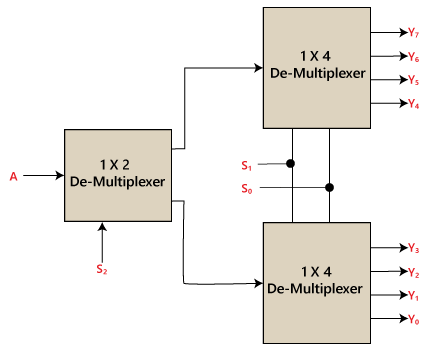 1 X 4
De-Multiplexer
Y₇
Y₆
Y₅
Y₄
1 X 2
De-Multiplexer
A
S₂
S₁
S₀
1 X 4
De-Multiplexer
Y₃
Y₂
Y₁
Y₀